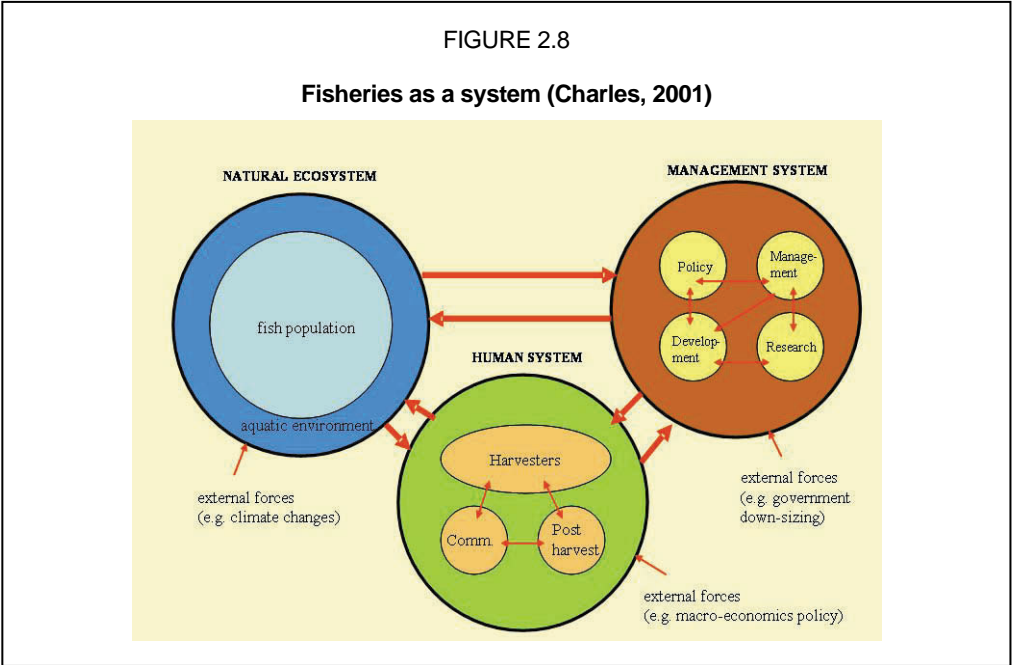 FIGURE 2.8
Fisheries as a system (Charles, 2001)
NATURAL ECOSYSTEM
fish population
aquatic environment
external forces
(e.g. climate changes)
MANAGEMENT SYSTEM
Policy
Manage-
ment
Develop-
ment
Research
external forces
(e.g. government
down-sizing)
HUMAN SYSTEM
Harvesters
Comm.
Post
harvest
external forces
(e.g. macro-economics policy)